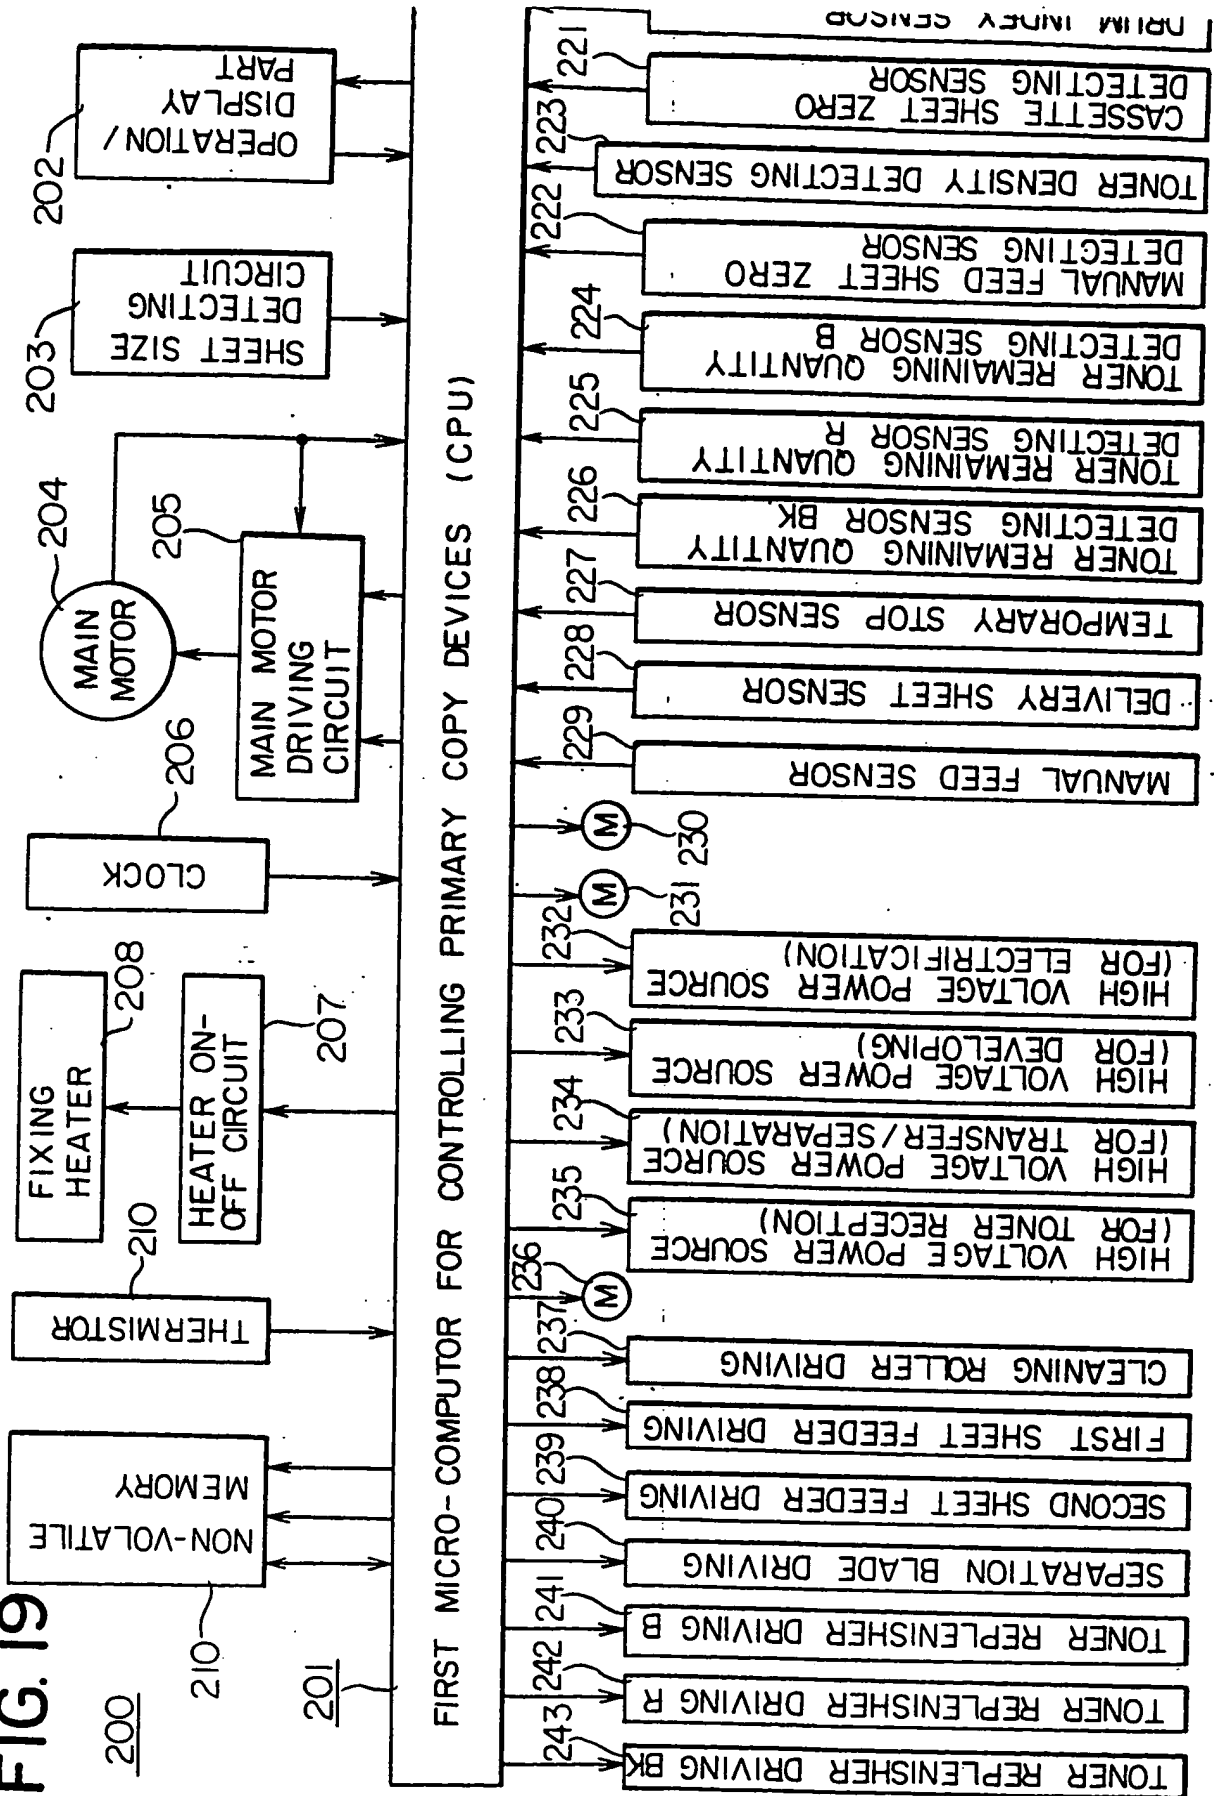 FIG. 19
200
201
210
NON-VOLATILE
MEMORY
210
THERMISTOR
FIXING
HEATER
208
HEATER ON-
OFF CIRCUIT
207
206
CLOCK
204
MAIN
MOTOR
205
MAIN MOTOR
DRIVING
CIRCUIT
203
SHEET SIZE
DETECTING
CIRCUIT
202
OPERATION/
DISPLAY
PART
FIRST MICRO-COMPUTOR FOR CONTROLLING PRIMARY COPY DEVICES (CPU)
243
TONER REPLENISHER DRIVING BK
242
TONER REPLENISHER DRIVING R
241
TONER REPLENISHER DRIVING B
240
SEPARATION BLADE DRIVING
239
SECOND SHEET FEEDER DRIVING
238
FIRST SHEET FEEDER DRIVING
237
CLEANING ROLLER DRIVING
236
M
235
HIGH VOLTAGE POWER SOURCE
(FOR TONER RECEPTION)
234
HIGH VOLTAGE POWER SOURCE
(FOR TRANSFER/SEPARATION)
233
HIGH VOLTAGE POWER SOURCE
(FOR DEVELOPING)
232
HIGH VOLTAGE POWER SOURCE
(FOR ELECTRIFICATION)
M
231
M
230
229
MANUAL FEED SENSOR
228
DELIVERY SHEET SENSOR
227
TEMPORARY STOP SENSOR
226
TONER REMAINING QUANTITY
DETECTING SENSOR BK
225
TONER REMAINING QUANTITY
DETECTING SENSOR R
224
TONER REMAINING QUANTITY
DETECTING SENSOR B
222
MANUAL FEED SHEET ZERO
DETECTING SENSOR
223
TONER DENSITY DETECTING SENSOR
221
CASSETTE SHEET ZERO
DETECTING SENSOR
DRUM INDEX SENSOR